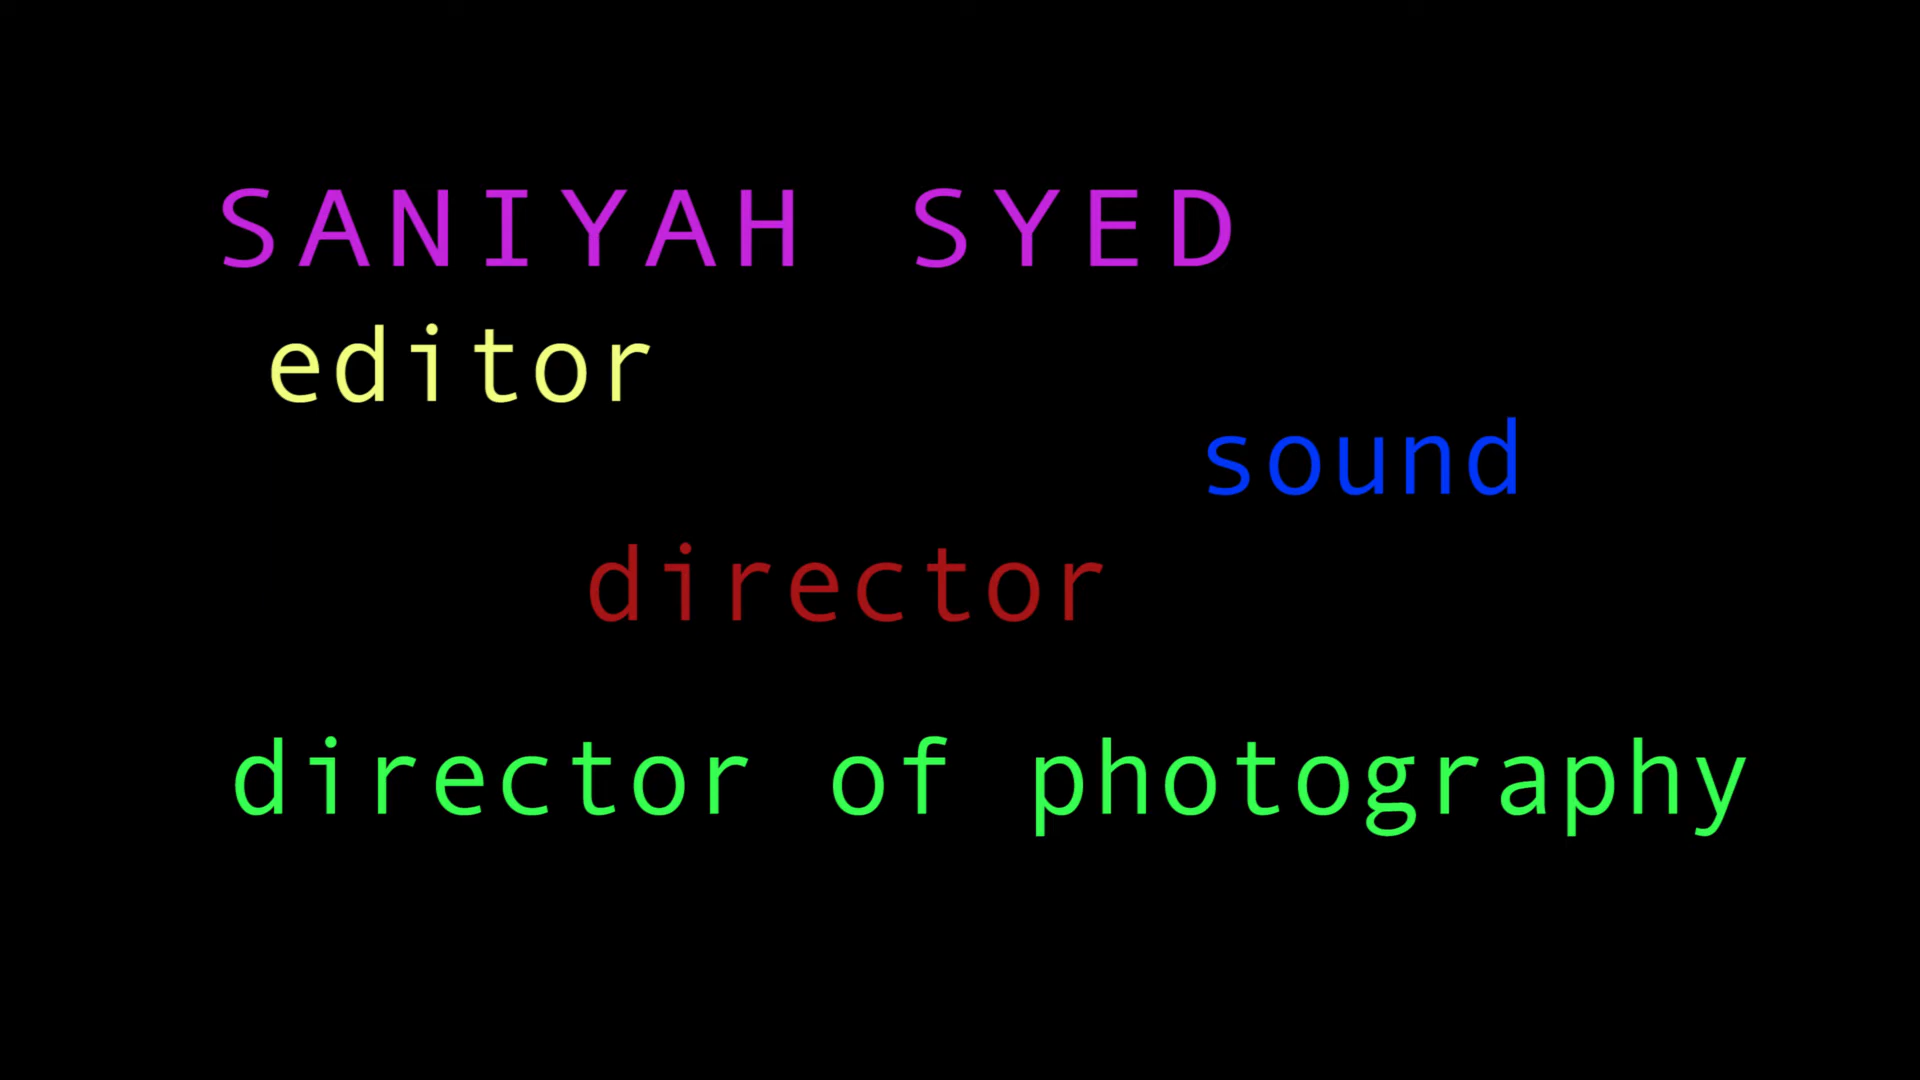 SANIYAH SYED
editor
sound
director
director of photography